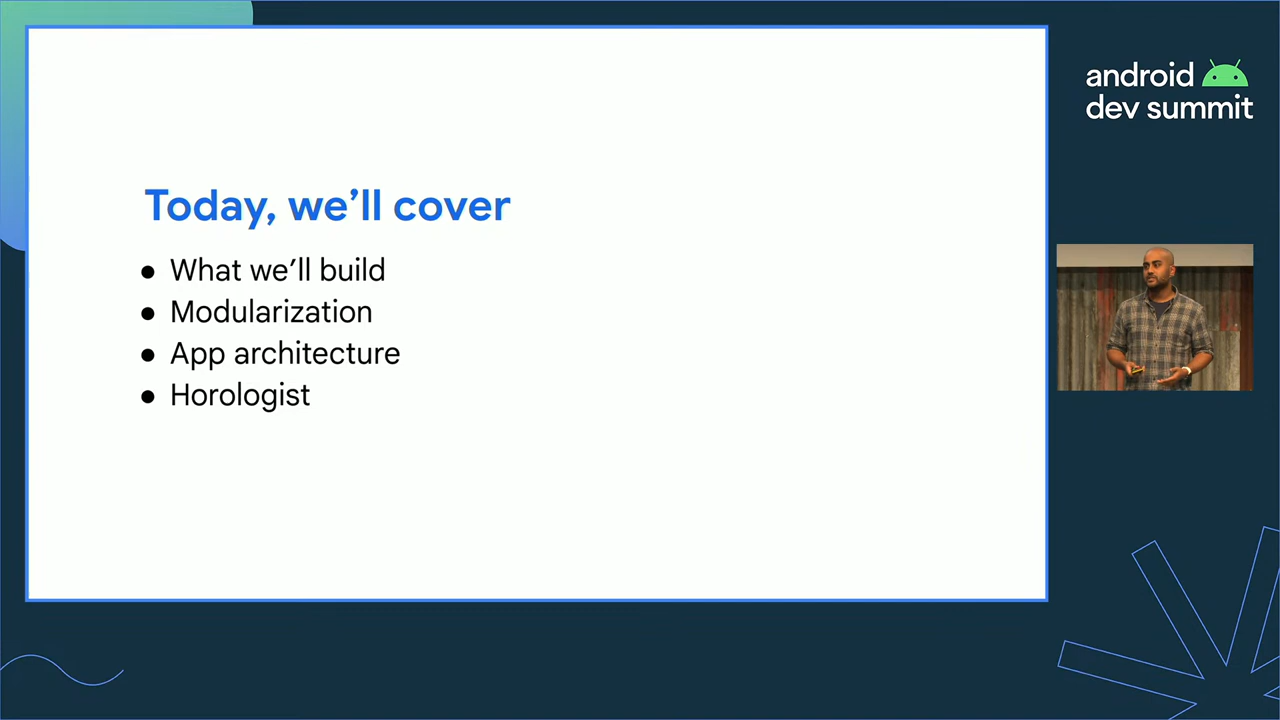 android
dev summit
Today, we’ll cover
● What we’ll build
● Modularization
● App architecture
● Horologist